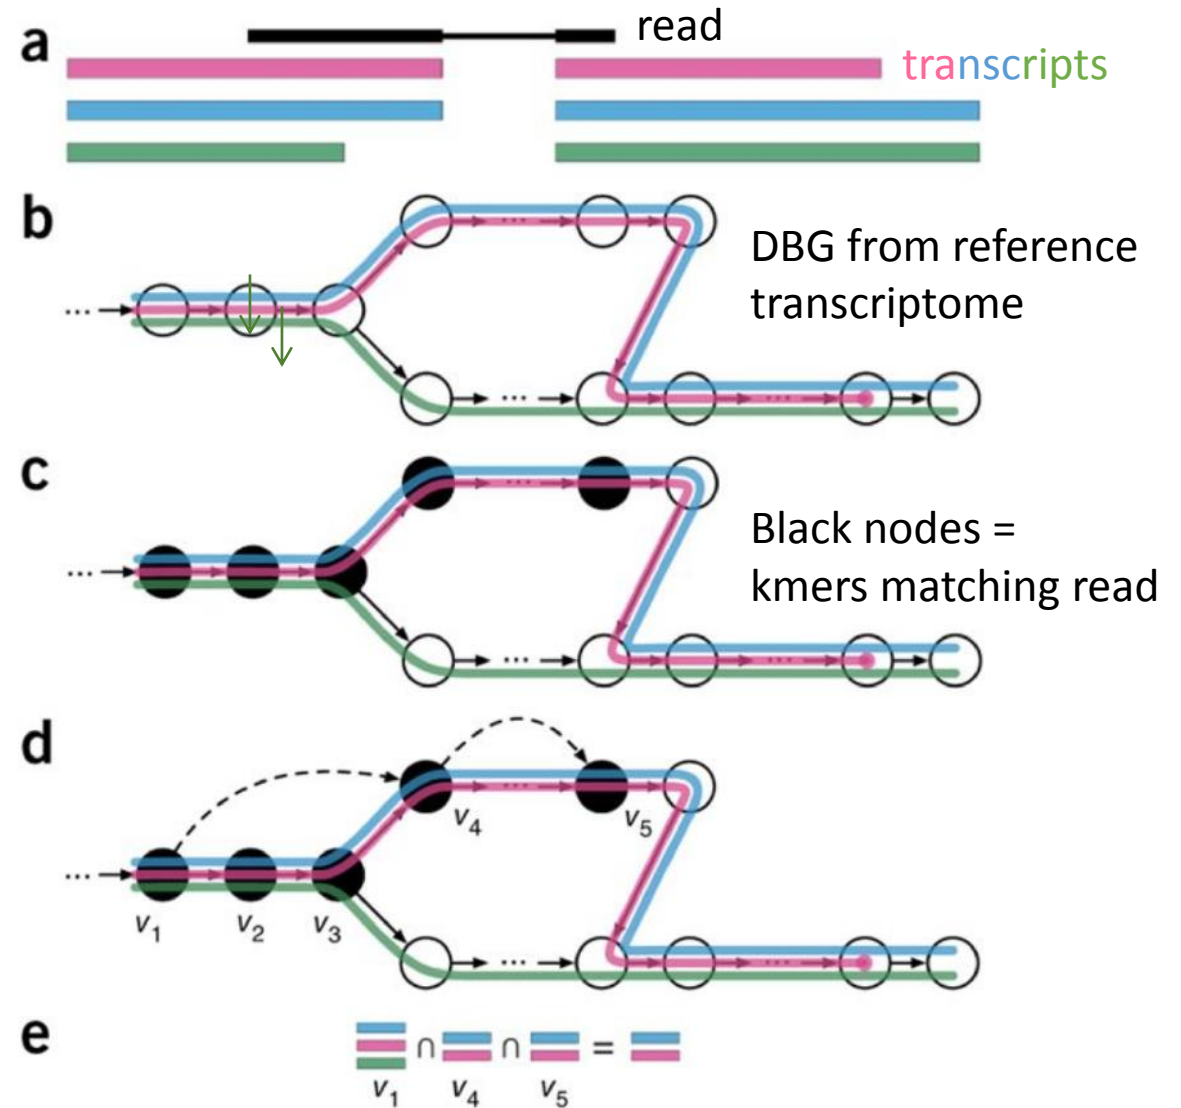 a
read
transcripts
b
DBG from reference
transcriptome
...
...
...
...
...
c
Black nodes =
kmers matching read
...
...
...
...
...
d
...
...
v4
v5
...
v1
v2
v3
...
...
e
∩ ∩ =
v1 v4 v5